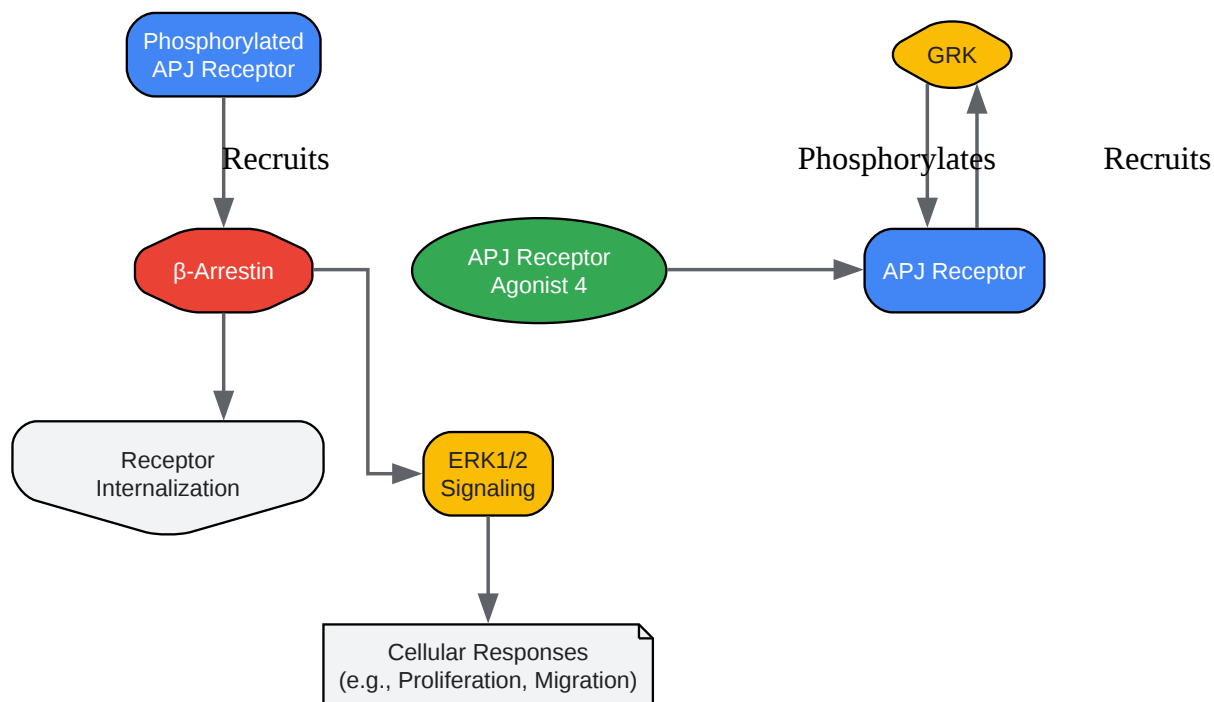 Phosphorylated
APJ Receptor
GRK
Recruits
Phosphorylates
Recruits
β-Arrestin
APJ Receptor
Agonist 4
APJ Receptor
Receptor
Internalization
ERK1/2
Signaling
Cellular Responses
(e.g., Proliferation, Migration)